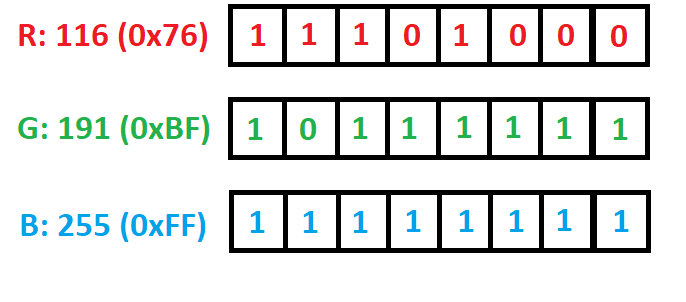 R: 116 (0x76) 1 1 1 0 1 0 0 0
G: 191 (0xBF) 1 0 1 1 1 1 1 1
B: 255 (0xFF) 1 1 1 1 1 1 1 1